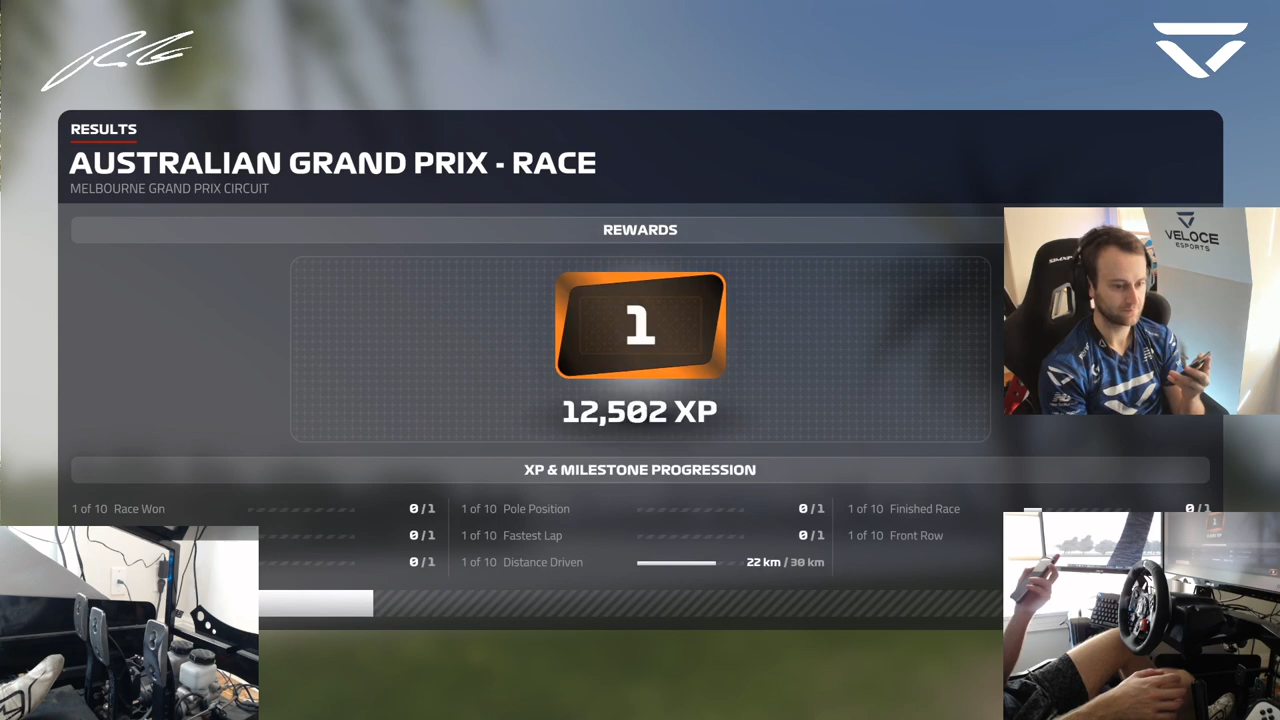 RESULTS
AUSTRALIAN GRAND PRIX - RACE
MELBOURNE GRAND PRIX CIRCUIT
REWARDS
VELOCE
ESPORTS
1
12,502 XP
XP & MILESTONE PROGRESSION
1 of 10 Race Won 0 / 1
1 of 10 Pole Position 0 / 1
1 of 10 Finished Race 0 / 1
0 / 1
1 of 10 Fastest Lap 0 / 1
1 of 10 Front Row
0 / 1
1 of 10 Distance Driven 22 km / 30 km